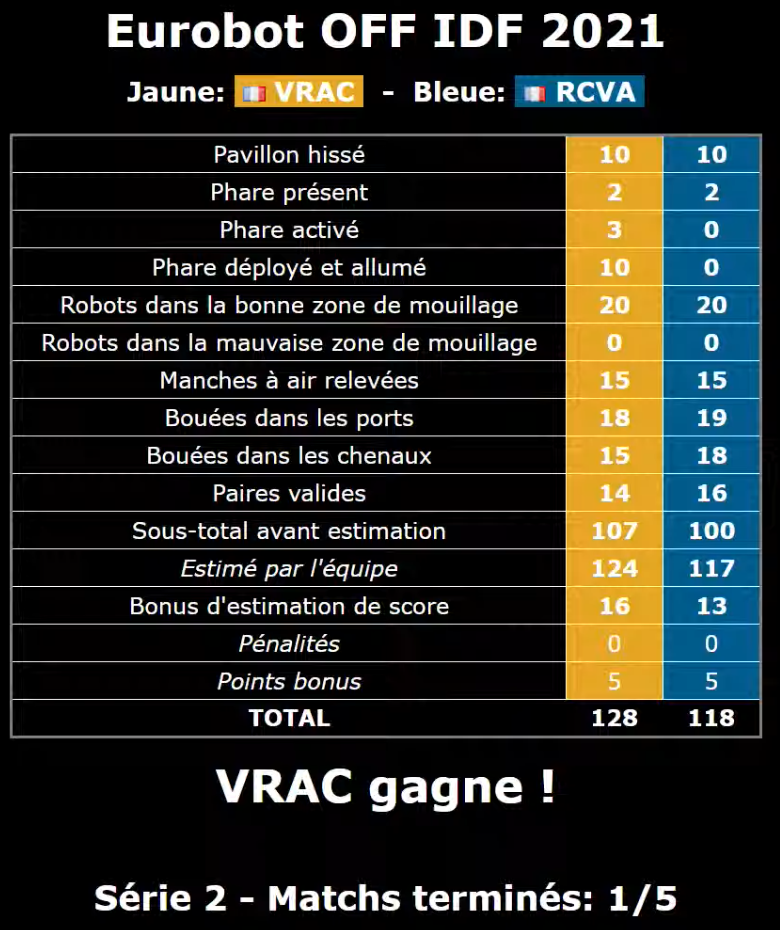 Eurobot OFF IDF 2021
Jaune: VRAC - Bleue: RCVA
Pavillon hissé 10 10
Phare présent 2 2
Phare activé 3 0
Phare déployé et allumé 10 0
Robots dans la bonne zone de mouillage 20 20
Robots dans la mauvaise zone de mouillage 0 0
Manches à air relevées 15 15
Bouées dans les ports 18 19
Bouées dans les chenaux 15 18
Paires valides 14 16
Sous-total avant estimation 107 100
Estimé par l'équipe 124 117
Bonus d'estimation de score 16 13
Pénalités 0 0
Points bonus 5 5
TOTAL 128 118
VRAC gagne !
Série 2 - Matchs terminés: 1/5